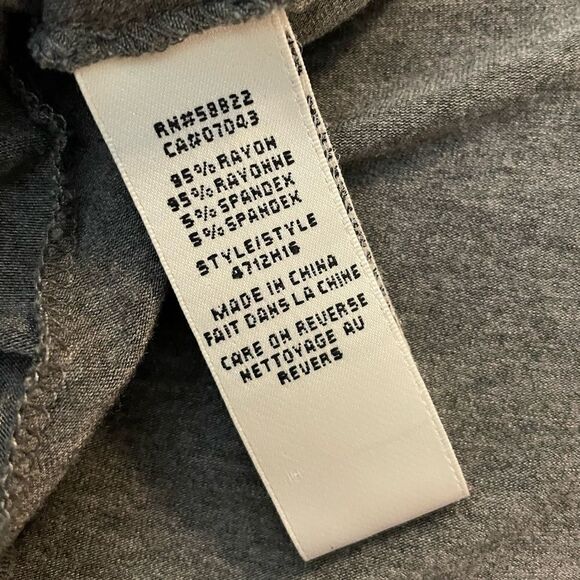 RN#58822
CA#07043
95%RAYON
95%RAYONNE
5%SPANDEX
5%SPANDEX
STYLE/STYLE
4712H16
MADE IN CHINA
FAIT DANS LA CHINE
CARE ON REVERSE
NETTOYAGE AU
REVERS